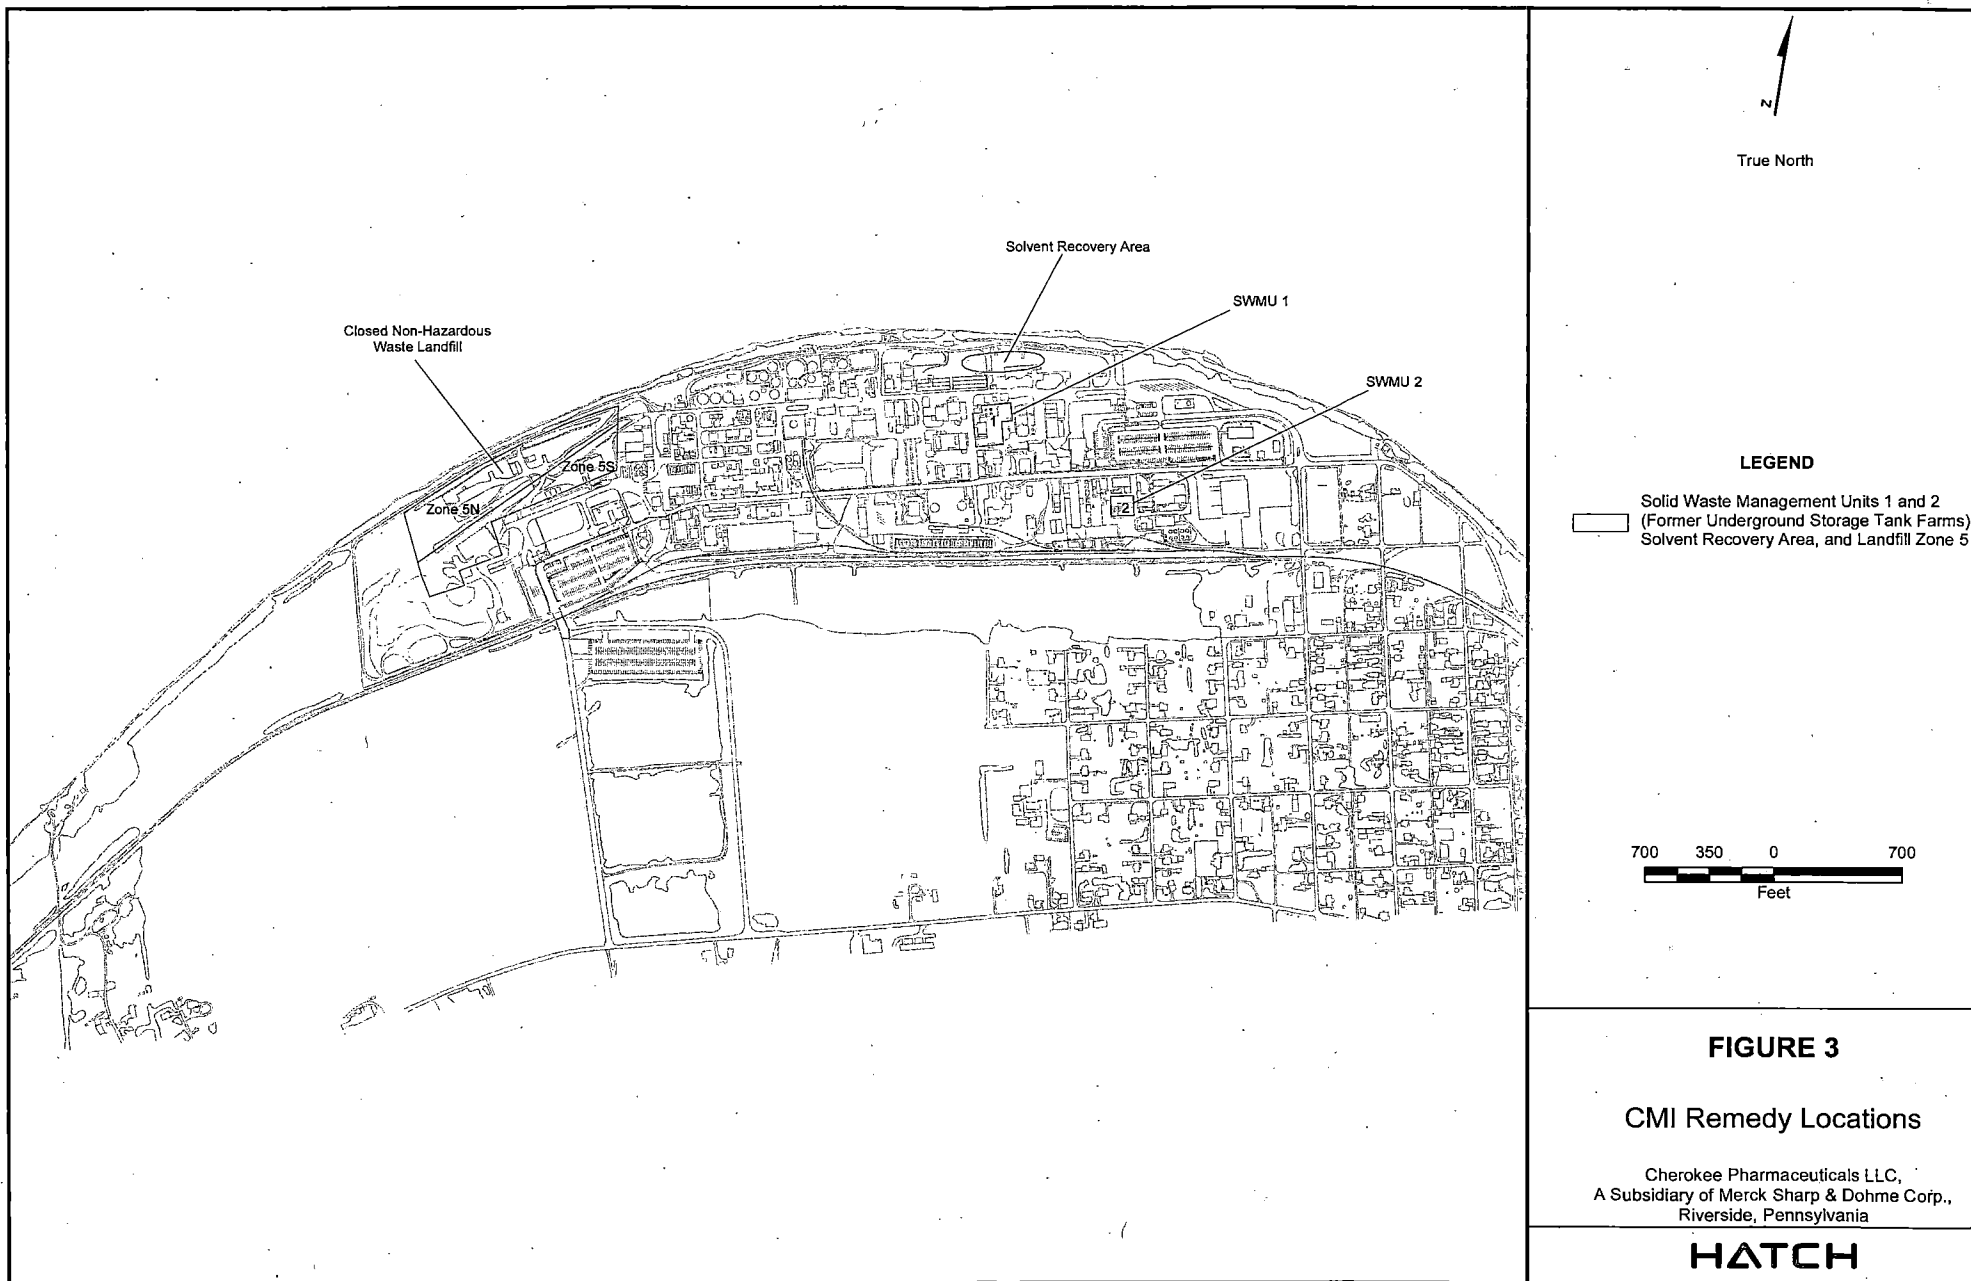 Solvent Recovery Area
SWMU 1
Closed Non-Hazardous
Waste Landfill
SWMU 2
1
Zone 5S
Zone 5N
2
N
True North
LEGEND
Solid Waste Management Units 1 and 2
(Former Underground Storage Tank Farms)
Solvent Recovery Area, and Landfill Zone 5
700 350 0 700
Feet
FIGURE 3
CMI Remedy Locations
Cherokee Pharmaceuticals LLC,
A Subsidiary of Merck Sharp & Dohme Corp.,
Riverside, Pennsylvania
HATCH